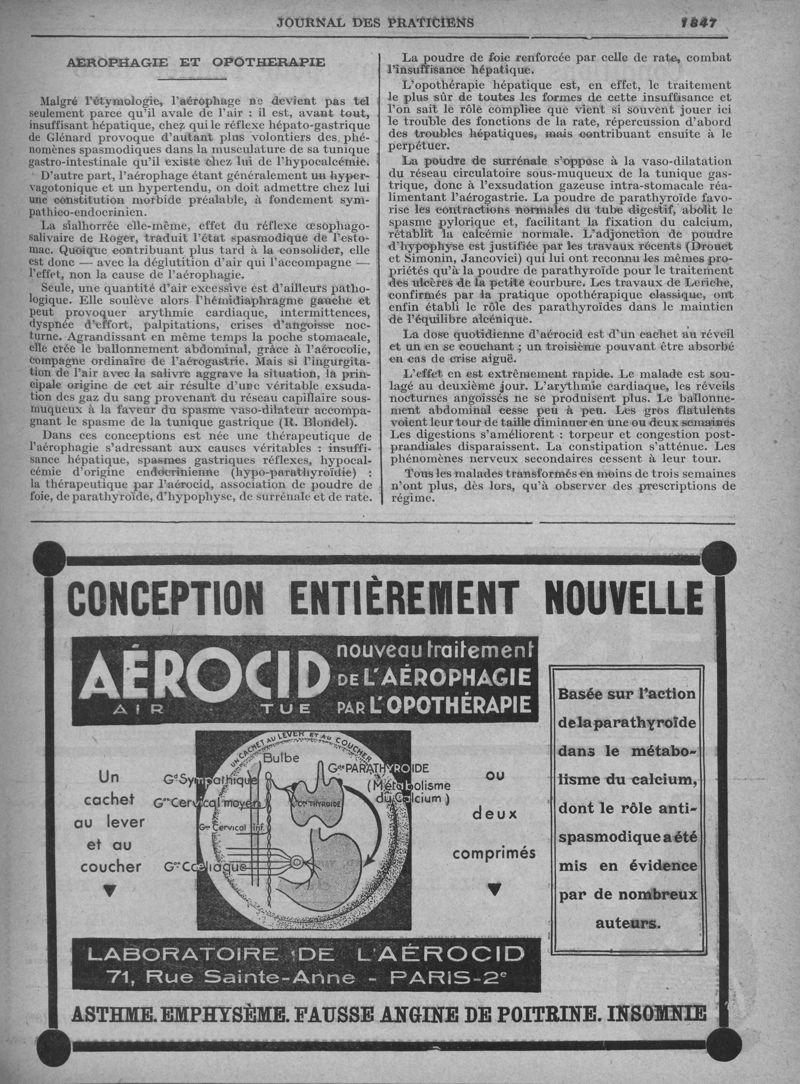 JOURNAL DES PRATICIENS 1847
AÉROPHAGIE ET OPOTHÉRAPIE
Malgré l'étymologie, l'aérophage ne devient pas tel
seulement parce qu'il avale de l'air : il est, avant tout,
insuffisant hépatique, chez qui le réflexe hépato-gastrique
de Glénard provoque d'autant plus volontiers des phé-
nomènes spasmodiques dans la musculature de sa tunique
gastro-intestinale qu'il existe chez lui de l'hypocalcémie.
D'autre part, l'aérophage étant généralement un hyper-
vagotonique et un hypertendu, on doit admettre chez lui
une constitution morbide préalable, à fondement sym-
pathico-endocrinien.
La sialhorrée elle-même, effet du réflexe œsophago-
salivaire de Roger, traduit l'état spasmodique de l'esto-
mac. Quoique contribuant plus tard à la consolider, elle
est donc — avec la déglutition d'air qui l'accompagne —
l'effet, non la cause de l'aérophagie.
Seule, une quantité d'air excessive est d'ailleurs patho-
logique. Elle soulève alors l'hémidiaphragme gauche et
peut provoquer arythmie cardiaque, intermittences,
dyspnée d'effort, palpitations, crises d'angoisse noc-
turne. Agrandissant en même temps la poche stomacale,
elle crée le ballonnement abdominal, grâce à l'aérocolie,
compagne ordinaire de l'aérogastrie. Mais si l'ingurgita-
tion de l'air avec la salive aggrave la situation, la prin-
cipale origine de cet air résulte d'une véritable exsuda-
tion des gaz du sang provenant du réseau capillaire sous-
muqueux à la faveur du spasme vaso-dilateur accompa-
gnant le spasme de la tunique gastrique (R. Blondel).
Dans ces conceptions est née une thérapeutique de
l'aérophagie s'adressant aux causes véritables : insuffi-
sance hépatique, spasmes gastriques réflexes, hypocal-
cémie d'origine endocrinienne (hypo-parathyroïdie) :
la thérapeutique par l'aérocid, association de poudre de
foie, de parathyroïde, d'hypophyse, de surrénale et de rate.
La poudre de foie renforcée par celle de rate, combat
l'insuffisance hépatique.
L'opothérapie hépatique est, en effet, le traitement
le plus sûr de toutes les formes de cette insuffisance et
l'on sait le rôle complice que vient si souvent jouer ici
le trouble des fonctions de la rate, répercussion d'abord
des troubles hépatiques, mais contribuant ensuite à le
perpétuer.
La poudre de surrénale s'oppose à la vaso-dilatation
du réseau circulatoire sous-muqueux de la tunique gas-
trique, donc à l'exsudation gazeuse intra-stomacale réa-
limentant l'aérogastrie. La poudre de parathyroïde favo-
rise les contractions normales du tube digestif, abolit le
spasme pylorique et, facilitant la fixation du calcium,
rétablit la calcémie normale. L'adjonction de poudre
d'hypophyse est justifiée par les travaux récents (Drouet
et Simonin, Jancovici) qui lui ont reconnu les mêmes pro-
priétés qu'à la poudre de parathyroïde pour le traitement
des ulcères de la petite courbure. Les travaux de Leriche,
confirmés par la pratique opothérapique classique, ont
enfin établi le rôle des parathyroïdes dans le maintien
de l'équilibre alcénique.
La dose quotidienne d'aérocid est d'un cachet au réveil
et un en se couchant ; un troisième pouvant être absorbé
en cas de crise aiguë.
L'effet en est extrêmement rapide. Le malade est sou-
lagé au deuxième jour. L'arythmie cardiaque, les réveils
nocturnes angoissés ne se produisent plus. Le ballonne-
ment abdominal cesse peu à peu. Les gros flatulents
voient leur tour de taille diminuer en une ou deux semaines
Les digestions s'améliorent : torpeur et congestion post-
prandiales disparaissent. La constipation s'atténue. Les
phénomènes nerveux secondaires cessent à leur tour.
Tous les malades transformés en moins de trois semaines
n'ont plus, dès lors, qu'à observer des prescriptions de
régime.
CONCEPTION ENTIÈREMENT NOUVELLE
AÉROCID
AIR TUE
nouveau traitement
DE L'AÉROPHAGIE
PAR L'OPOTHÉRAPIE
Un
cachet
au lever
et au
coucher
UN CACHET AU LEVER ET AU COUCHER
Bulbe
Gd Sympathique
Gon Cervical moyen
Gon Cervical Inf.
Gon Cœliaque
Cps THYROÏDE
Gde PARATHYROIDE
(Métabolisme
du Calcium)
ou
deux
comprimés
Basée sur l'action
de la parathyroïde
dans le métabo-
lisme du calcium,
dont le rôle anti-
spasmodique a été
mis en évidence
par de nombreux
auteurs.
LABORATOIRE DE L'AÉROCID
71, Rue Sainte-Anne - PARIS-2e
ASTHME. EMPHYSÈME. FAUSSE ANGINE DE POITRINE. INSOMNIE